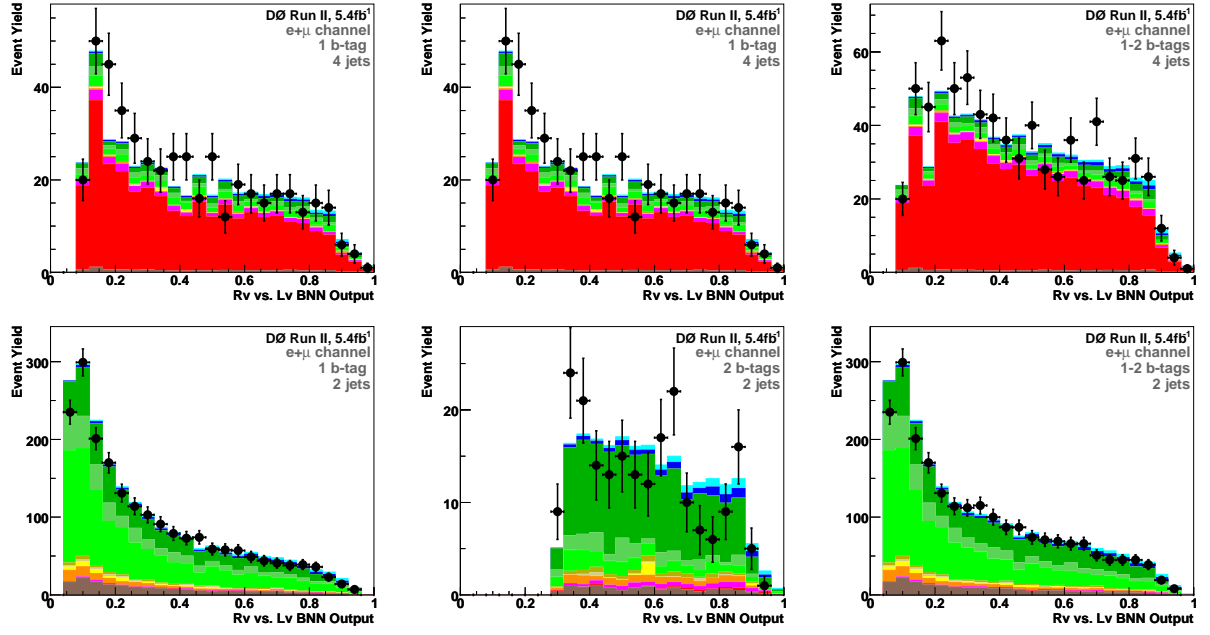 Event Yield
DØ Run II, 5.4fb-1
e+μ channel
1 b-tag
4 jets
40
20
0
0 0.2 0.4 0.6 0.8 1
Rv vs. Lv BNN Output
Event Yield
DØ Run II, 5.4fb-1
e+μ channel
1 b-tag
4 jets
40
20
0
0 0.2 0.4 0.6 0.8 1
Rv vs. Lv BNN Output
Event Yield
DØ Run II, 5.4fb-1
e+μ channel
1-2 b-tags
4 jets
60
40
20
0
0 0.2 0.4 0.6 0.8 1
Rv vs. Lv BNN Output
Event Yield
DØ Run II, 5.4fb-1
e+μ channel
1 b-tag
2 jets
300
200
100
0
0 0.2 0.4 0.6 0.8 1
Rv vs. Lv BNN Output
Event Yield
DØ Run II, 5.4fb-1
e+μ channel
2 b-tags
2 jets
20
10
0
0 0.2 0.4 0.6 0.8 1
Rv vs. Lv BNN Output
Event Yield
DØ Run II, 5.4fb-1
e+μ channel
1-2 b-tags
2 jets
300
200
100
0
0 0.2 0.4 0.6 0.8 1
Rv vs. Lv BNN Output